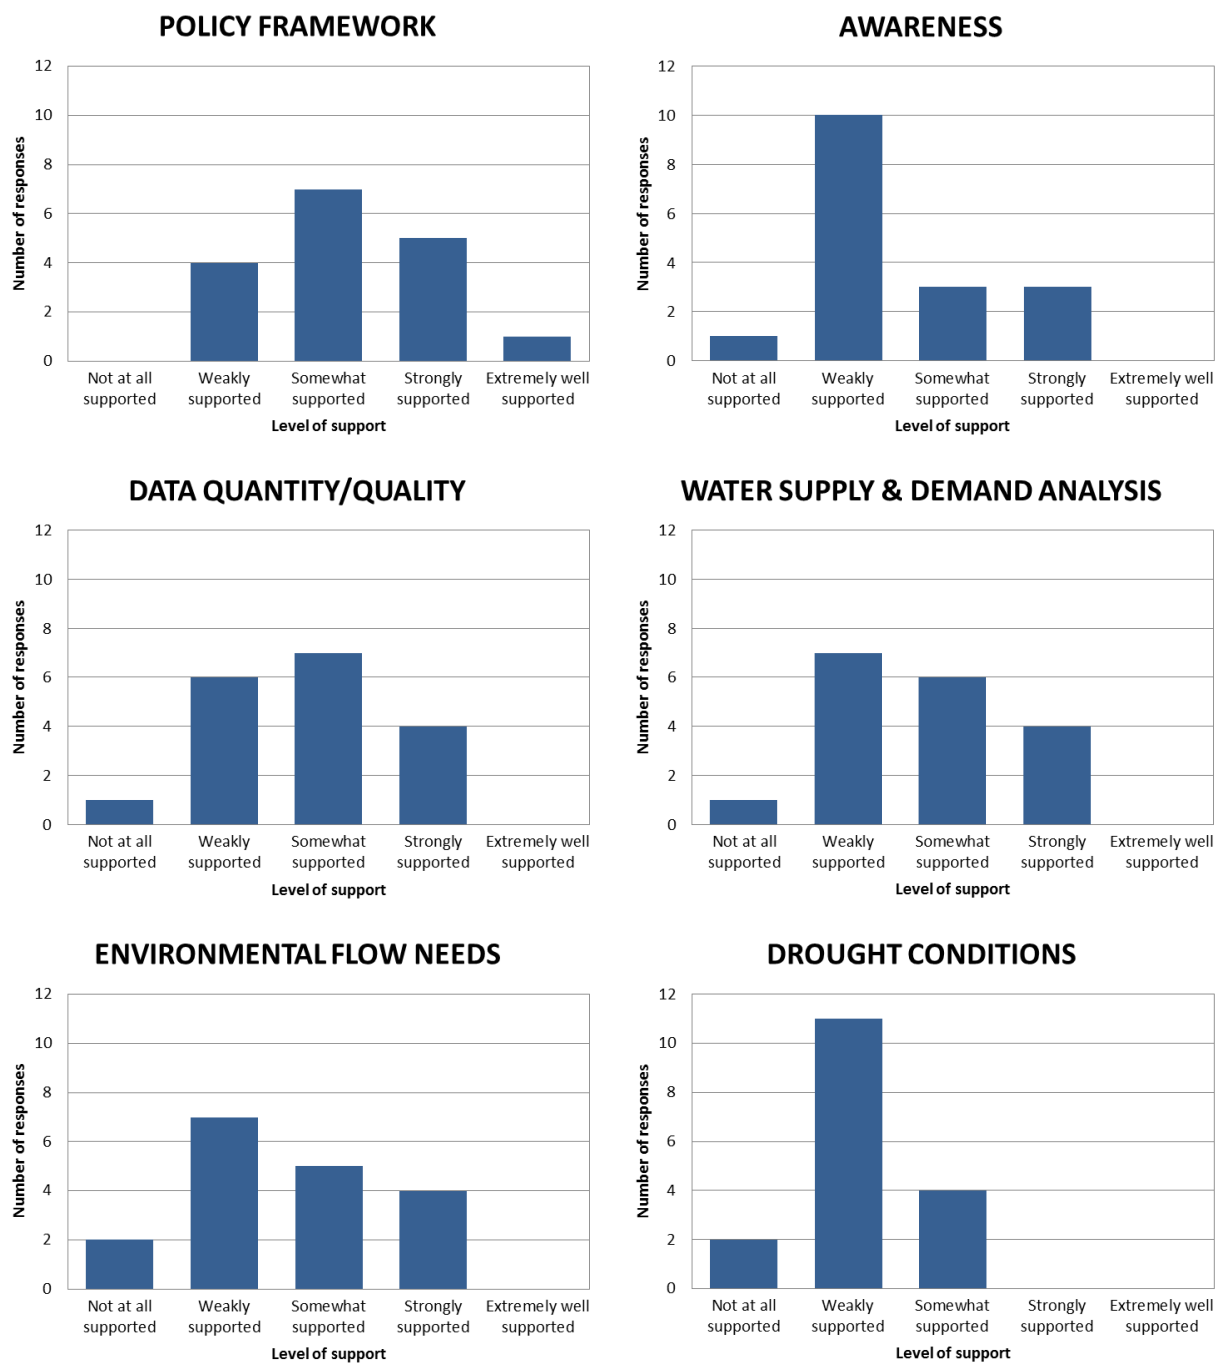 POLICY FRAMEWORK
12
10
8
6
4
2
0
Number of responses
Not at all
supported
Weakly
supported
Somewhat
supported
Strongly
supported
Extremely well
supported
Level of support
AWARENESS
12
10
8
6
4
2
0
Number of responses
Not at all
supported
Weakly
supported
Somewhat
supported
Strongly
supported
Extremely well
supported
Level of support
DATA QUANTITY/QUALITY
12
10
8
6
4
2
0
Number of responses
Not at all
supported
Weakly
supported
Somewhat
supported
Strongly
supported
Extremely well
supported
Level of support
WATER SUPPLY & DEMAND ANALYSIS
12
10
8
6
4
2
0
Number of responses
Not at all
supported
Weakly
supported
Somewhat
supported
Strongly
supported
Extremely well
supported
Level of support
ENVIRONMENTAL FLOW NEEDS
12
10
8
6
4
2
0
Number of responses
Not at all
supported
Weakly
supported
Somewhat
supported
Strongly
supported
Extremely well
supported
Level of support
DROUGHT CONDITIONS
12
10
8
6
4
2
0
Number of responses
Not at all
supported
Weakly
supported
Somewhat
supported
Strongly
supported
Extremely well
supported
Level of support